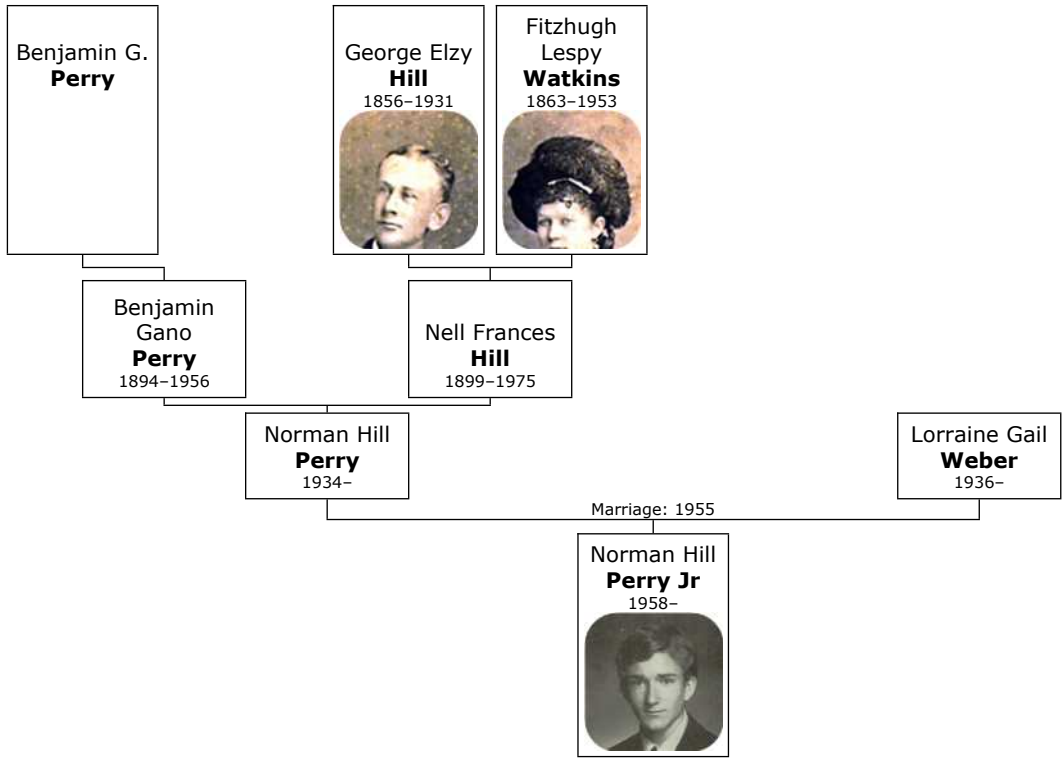 Benjamin G.
Perry
George Elzy
Hill
1856–1931
Fitzhugh
Lespy
Watkins
1863–1953
Benjamin
Gano
Perry
1894–1956
Nell Frances
Hill
1899–1975
Norman Hill
Perry
1934–
Lorraine Gail
Weber
1936–
Marriage: 1955
Norman Hill
Perry Jr
1958–